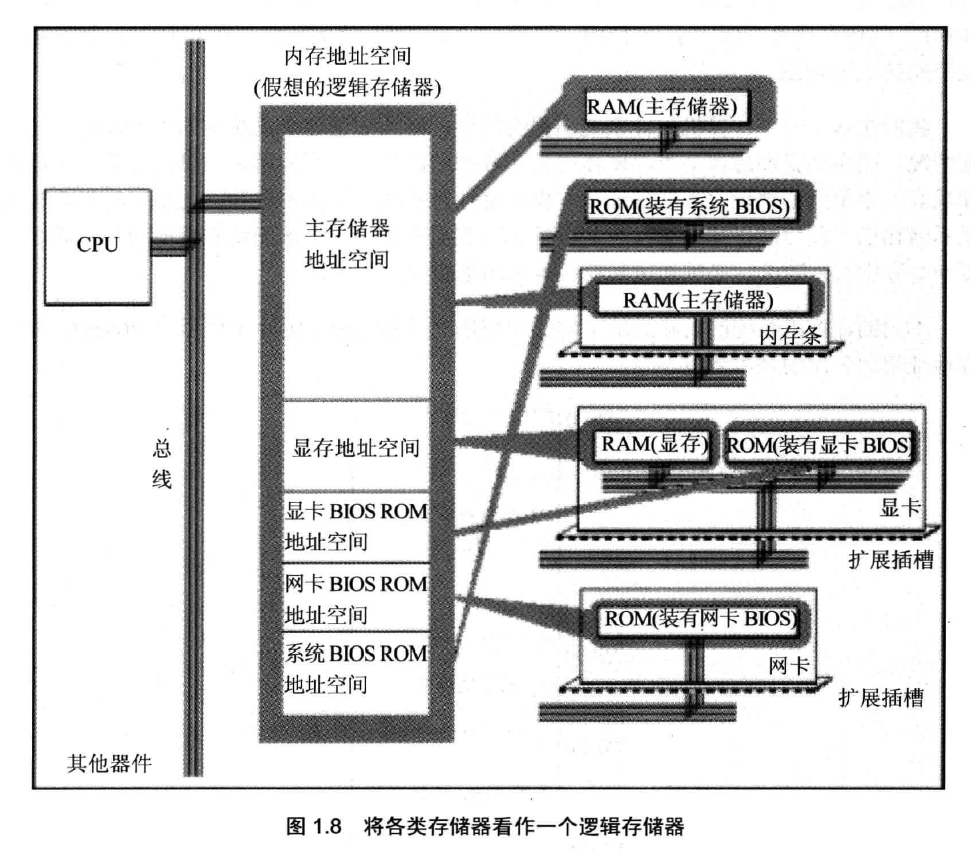 内存地址空间
(假想的逻辑存储器)
CPU
总
线
其他器件
主存储器
地址空间
显存地址空间
显卡 BIOS ROM
地址空间
网卡 BIOS ROM
地址空间
系统 BIOS ROM
地址空间
RAM(主存储器)
ROM(装有系统 BIOS)
RAM(主存储器)
内存条
RAM(显存)
ROM(装有显卡 BIOS)
显卡
扩展插槽
ROM(装有网卡 BIOS)
网卡
扩展插槽
图 1.8 将各类存储器看作一个逻辑存储器